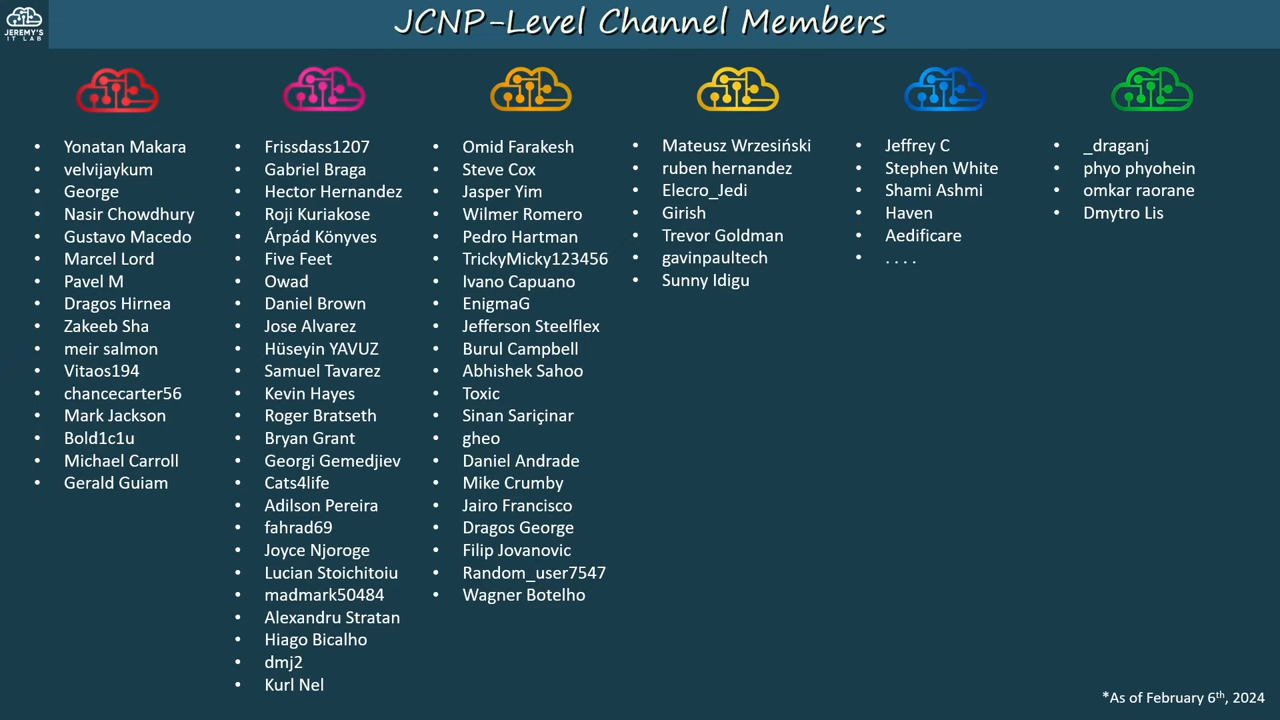 JEREMY'S
IT LAB
JCNP-Level Channel Members
• Yonatan Makara
• velvijaykum
• George
• Nasir Chowdhury
• Gustavo Macedo
• Marcel Lord
• Pavel M
• Dragos Hirnea
• Zakeeb Sha
• meir salmon
• Vitaos194
• chancecarter56
• Mark Jackson
• Bold1c1u
• Michael Carroll
• Gerald Guiam
• Frissdass1207
• Gabriel Braga
• Hector Hernandez
• Roji Kuriakose
• Árpád Könyves
• Five Feet
• Owad
• Daniel Brown
• Jose Alvarez
• Hüseyin YAVUZ
• Samuel Tavarez
• Kevin Hayes
• Roger Bratseth
• Bryan Grant
• Georgi Gemedjiev
• Cats4life
• Adilson Pereira
• fahrad69
• Joyce Njoroge
• Lucian Stoichitoiu
• madmark50484
• Alexandru Stratan
• Hiago Bicalho
• dmj2
• Kurl Nel
• Omid Farakesh
• Steve Cox
• Jasper Yim
• Wilmer Romero
• Pedro Hartman
• TrickyMicky123456
• Ivano Capuano
• EnigmaG
• Jefferson Steelflex
• Burul Campbell
• Abhishek Sahoo
• Toxic
• Sinan Sariçinar
• gheo
• Daniel Andrade
• Mike Crumby
• Jairo Francisco
• Dragos George
• Filip Jovanovic
• Random_user7547
• Wagner Botelho
• Mateusz Wrzesiński
• ruben hernandez
• Elecro_Jedi
• Girish
• Trevor Goldman
• gavinpaultech
• Sunny Idigu
• Jeffrey C
• Stephen White
• Shami Ashmi
• Haven
• Aedificare
• . . . .
• _draganj
• phyo phyohein
• omkar raorane
• Dmytro Lis
*As of February 6th, 2024